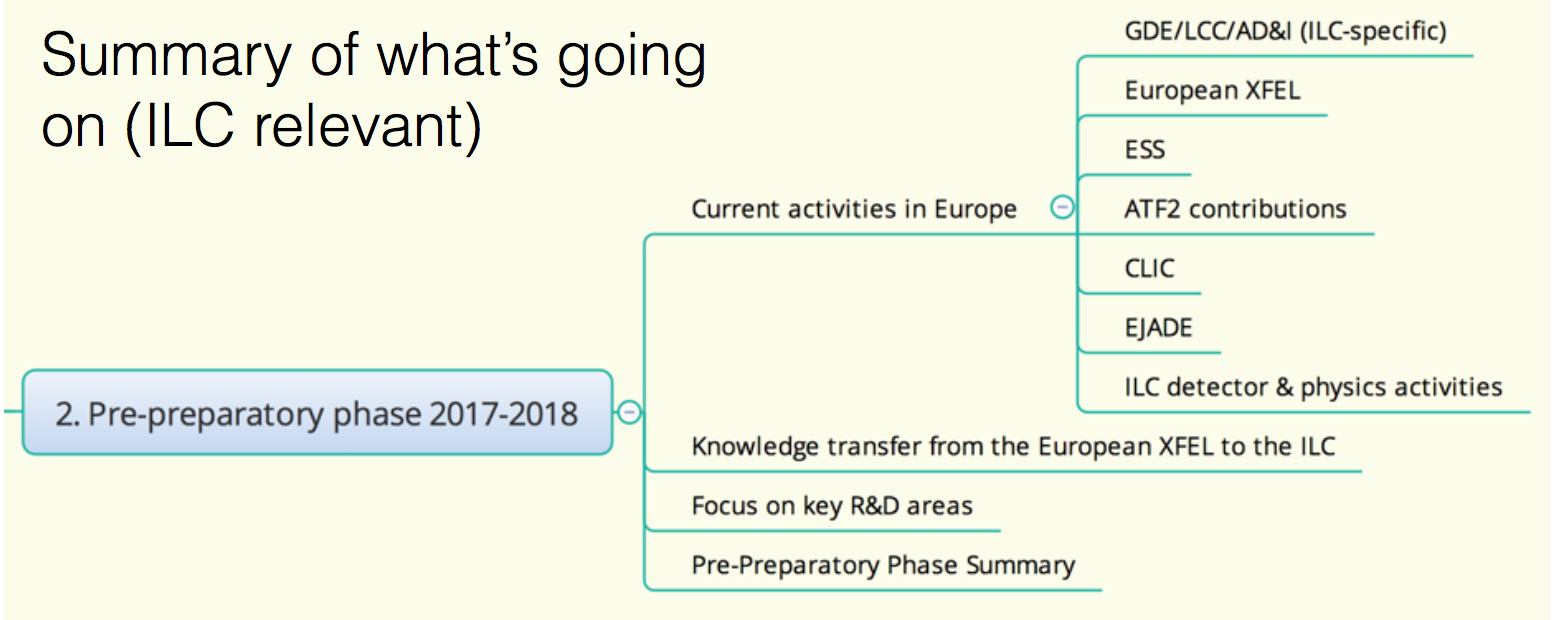 Summary of what's going
on (ILC relevant)
GDE/LCC/AD&I (ILC-specific)
European XFEL
ESS
Current activities in Europe
ATF2 contributions
CLIC
EJADE
ILC detector & physics activities
2. Pre-preparatory phase 2017-2018
Knowledge transfer from the European XFEL to the ILC
Focus on key R&D areas
Pre-Preparatory Phase Summary